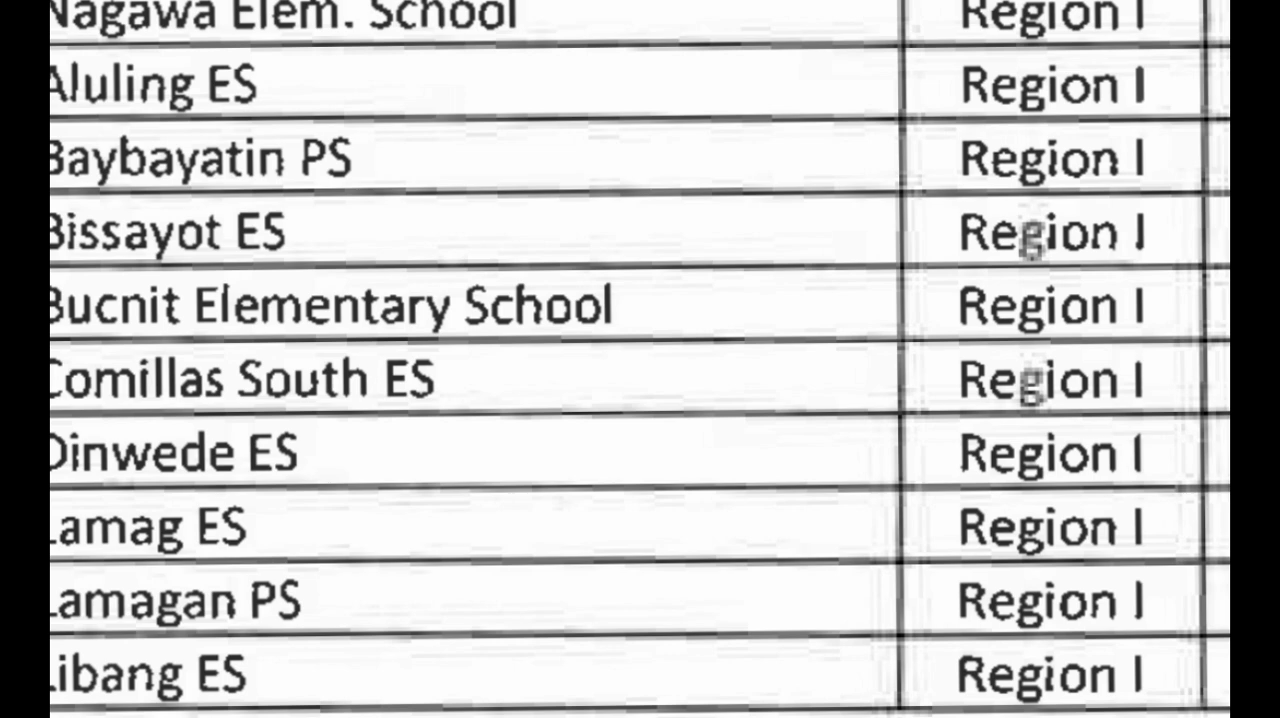 Nagawa Elem. School Region I
Aluling ES Region I
Baybayatin PS Region I
Bissayot ES Region I
Bucnit Elementary School Region I
Comillas South ES Region I
Dinwede ES Region I
Lamag ES Region I
Lamagan PS Region I
Libang ES Region I